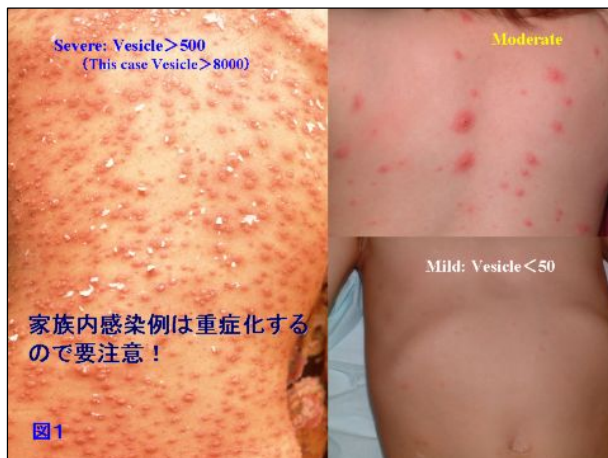 Severe: Vesicle＞500
(This case Vesicle＞8000)
家族内感染例は重症化する
ので要注意！
図1
Moderate
Mild: Vesicle＜50